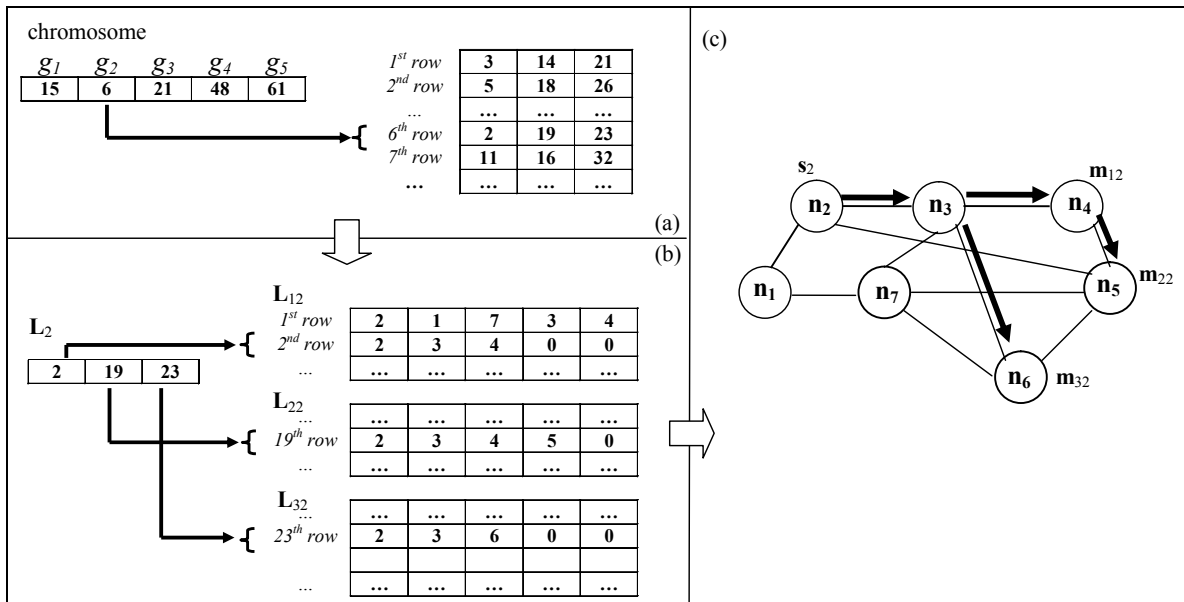 chromosome
g1 g2 g3 g4 g5
15 6 21 48 61
1st row 3 14 21
2nd row 5 18 26
... ... ... ...
6th row 2 19 23
7th row 11 16 32
... ... ... ...
(a)
(b)
L2
2 19 23
L12
1st row 2 1 7 3 4
2nd row 2 3 4 0 0
... ... ... ... ... ...
L22
... ... ... ... ... ...
19th row 2 3 4 5 0
... ... ... ... ... ...
L32
... ... ... ... ... ...
23th row 2 3 6 0 0
... ... ... ... ... ...
(c)
s2
m12
n2 n3 n4
n1 n7 n5 m22
n6 m32